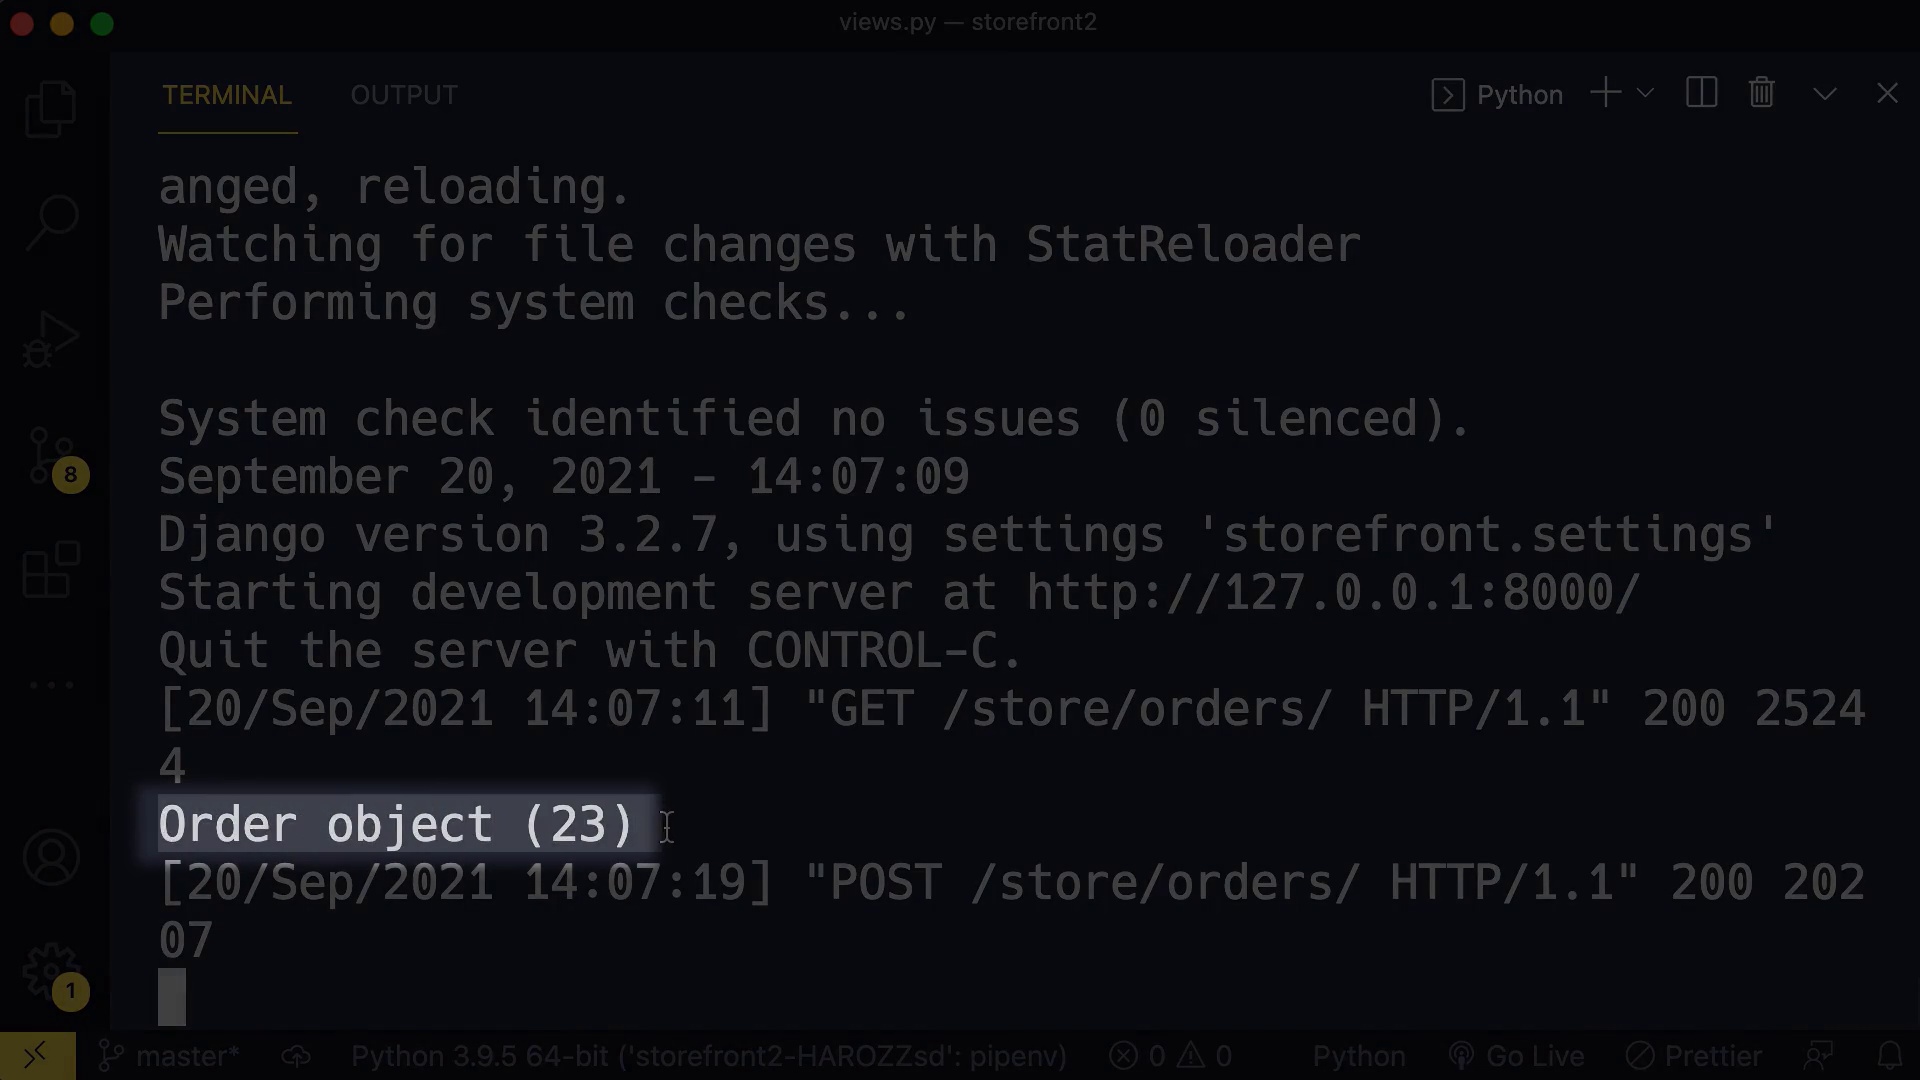 views.py — storefront2
TERMINAL OUTPUT Python
anged, reloading.
Watching for file changes with StatReloader
Performing system checks...
System check identified no issues (0 silenced).
September 20, 2021 - 14:07:09
Django version 3.2.7, using settings 'storefront.settings'
Starting development server at http://127.0.0.1:8000/
Quit the server with CONTROL-C.
[20/Sep/2021 14:07:11] "GET /store/orders/ HTTP/1.1" 200 2524
4
Order object (23)
[20/Sep/2021 14:07:19] "POST /store/orders/ HTTP/1.1" 200 202
07
8
1
master* Python 3.9.5 64-bit ('storefront2-HAROZZsd': pipenv) 0 0 Python Go Live Prettier